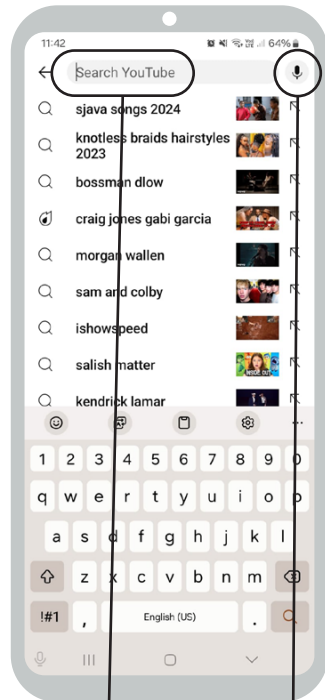 11:42 64%
Search YouTube
sjava songs 2024
knotless braids hairstyles
2023
bossman dlow
craig jones gabi garcia
morgan wallen
sam and colby
ishowspeed
salish matter
kendrick lamar
1 2 3 4 5 6 7 8 9 0
q w e r t y u i o p
a s d f g h j k l
z x c v b n m
!#1 , English (US) .